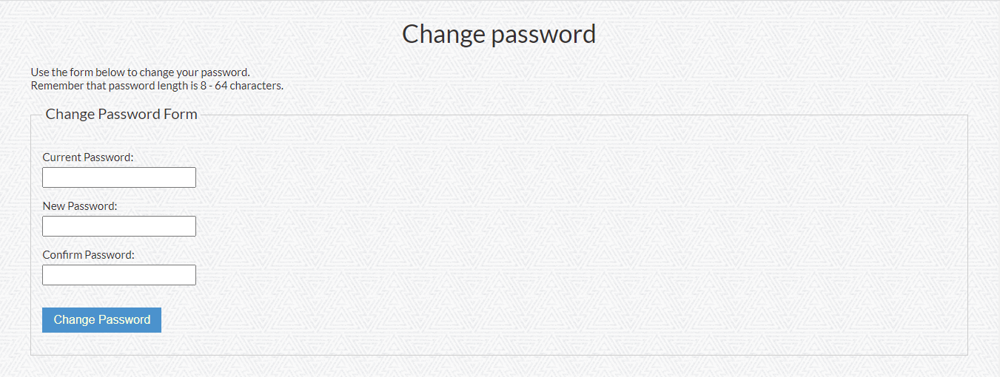 Change password
Use the form below to change your password.
Remember that password length is 8 - 64 characters.
Change Password Form
Current Password:
New Password:
Confirm Password:
Change Password